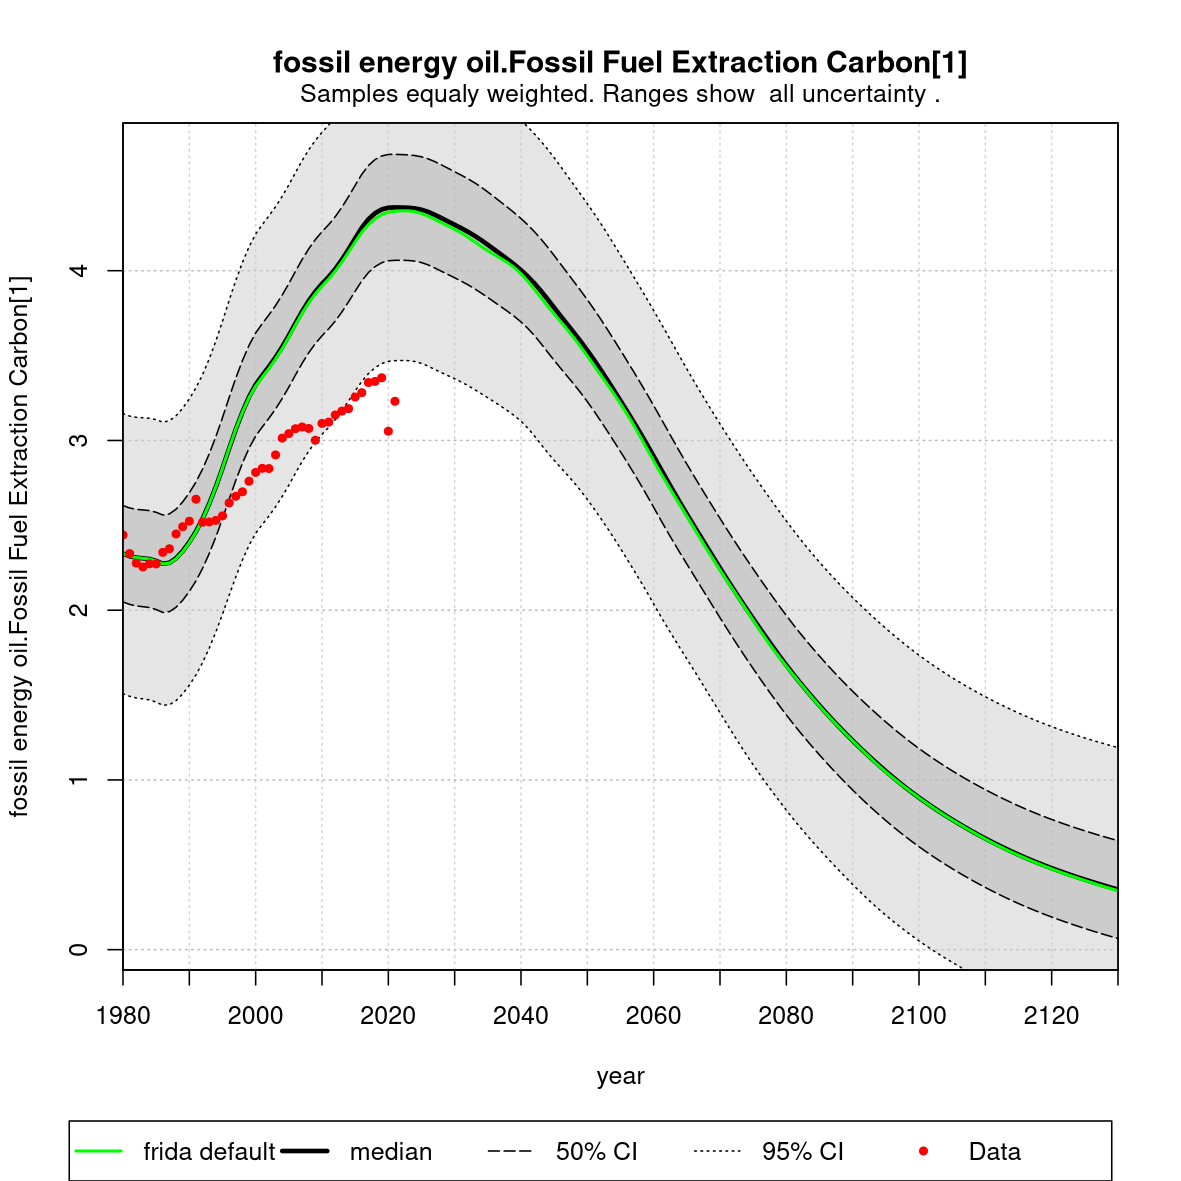 fossil energy oil.Fossil Fuel Extraction Carbon[1]
Samples equaly weighted. Ranges show  all uncertainty .
fossil energy oil.Fossil Fuel Extraction Carbon[1]
4
3
2
1
0
1980 2000 2020 2040 2060 2080 2100 2120
year
frida default median 50% CI 95% CI Data